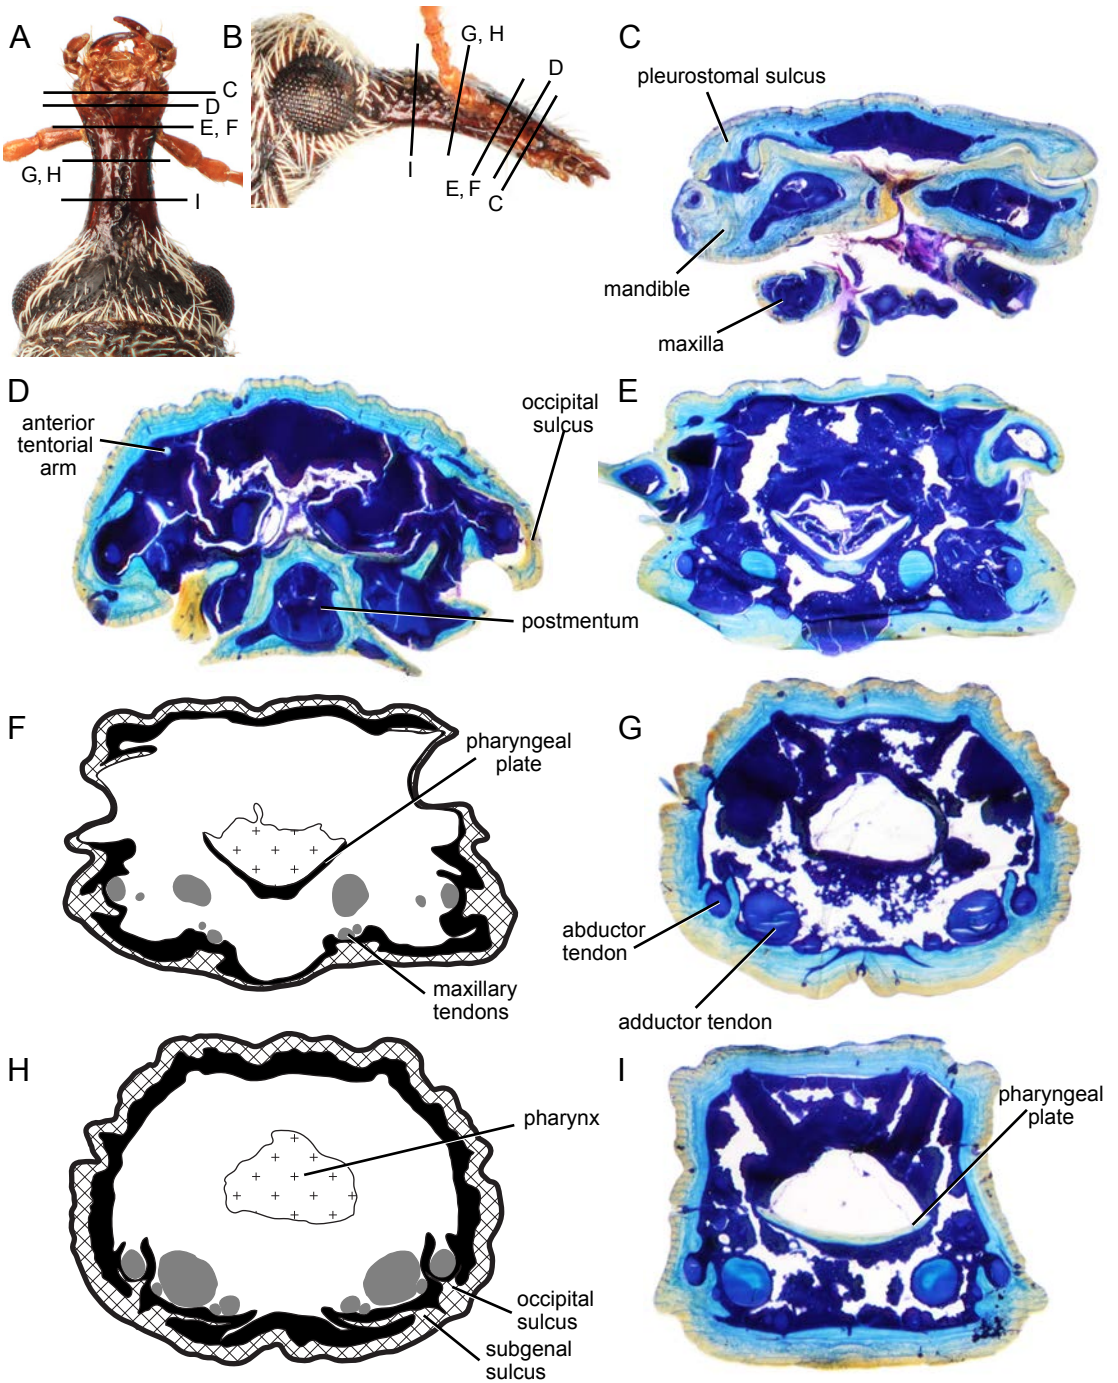 A
C
D
E, F
G, H
I
B
G, H
D
I
E, F
C
C
pleurostomal sulcus
mandible
maxilla
D
anterior
tentorial
arm
occipital
sulcus
postmentum
E
F
pharyngeal
plate
maxillary
tendons
G
abductor
tendon
adductor tendon
H
pharynx
occipital
sulcus
subgenal
sulcus
I
pharyngeal
plate